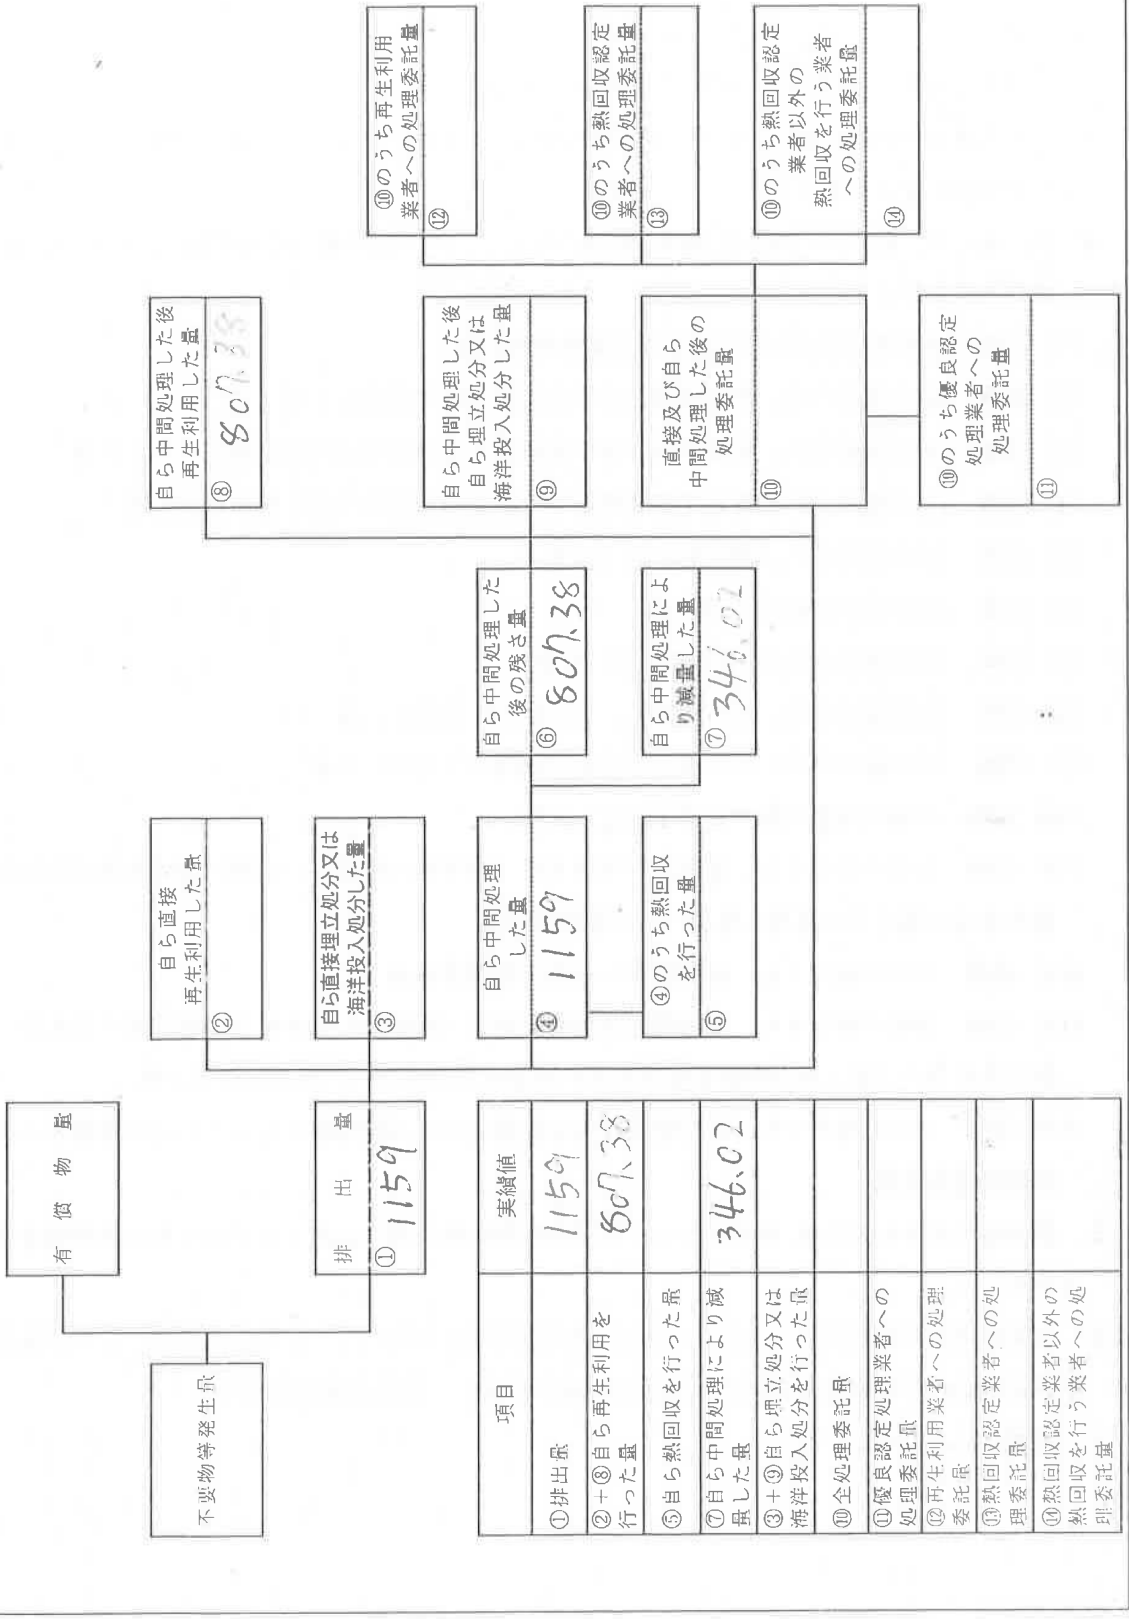 有償物量
不要物等発生量
排出量
① 1159
自ら直接
再生利用した量
②
自ら直接埋立処分又は
海洋投入処分した量
③
自ら中間処理
した量
④ 1159
④のうち熱回収
を行った量
⑤
自ら中間処理した
後の残さ量
⑥ 807.38
自ら中間処理によ
り減量した量
⑦ 346.02
自ら中間処理した後
再生利用した量
⑧ 807.38
自ら中間処理した後
自ら埋立処分又は
海洋投入処分した量
⑨
直接及び自ら
中間処理した後の
処理委託量
⑩
⑩のうち優良認定
処理業者への
処理委託量
⑪
⑩のうち再生利用
業者への処理委託量
⑫
⑩のうち熱回収認定
業者への処理委託量
⑬
⑩のうち熱回収認定
業者以外の
熱回収を行う業者
への処理委託量
⑭
項目 実績値
①排出量 1159
②+⑧自ら再生利用を
行った量 807.38
⑤自ら熱回収を行った量
⑦自ら中間処理により減
量した量 346.02
③+⑨自ら埋立処分又は
海洋投入処分を行った量
⑩全処理委託量
⑪優良認定処理業者への
処理委託量
⑫再生利用業者への処理
委託量
⑬熱回収認定業者への処
理委託量
⑭熱回収認定業者以外の
熱回収を行う業者への処
理委託量